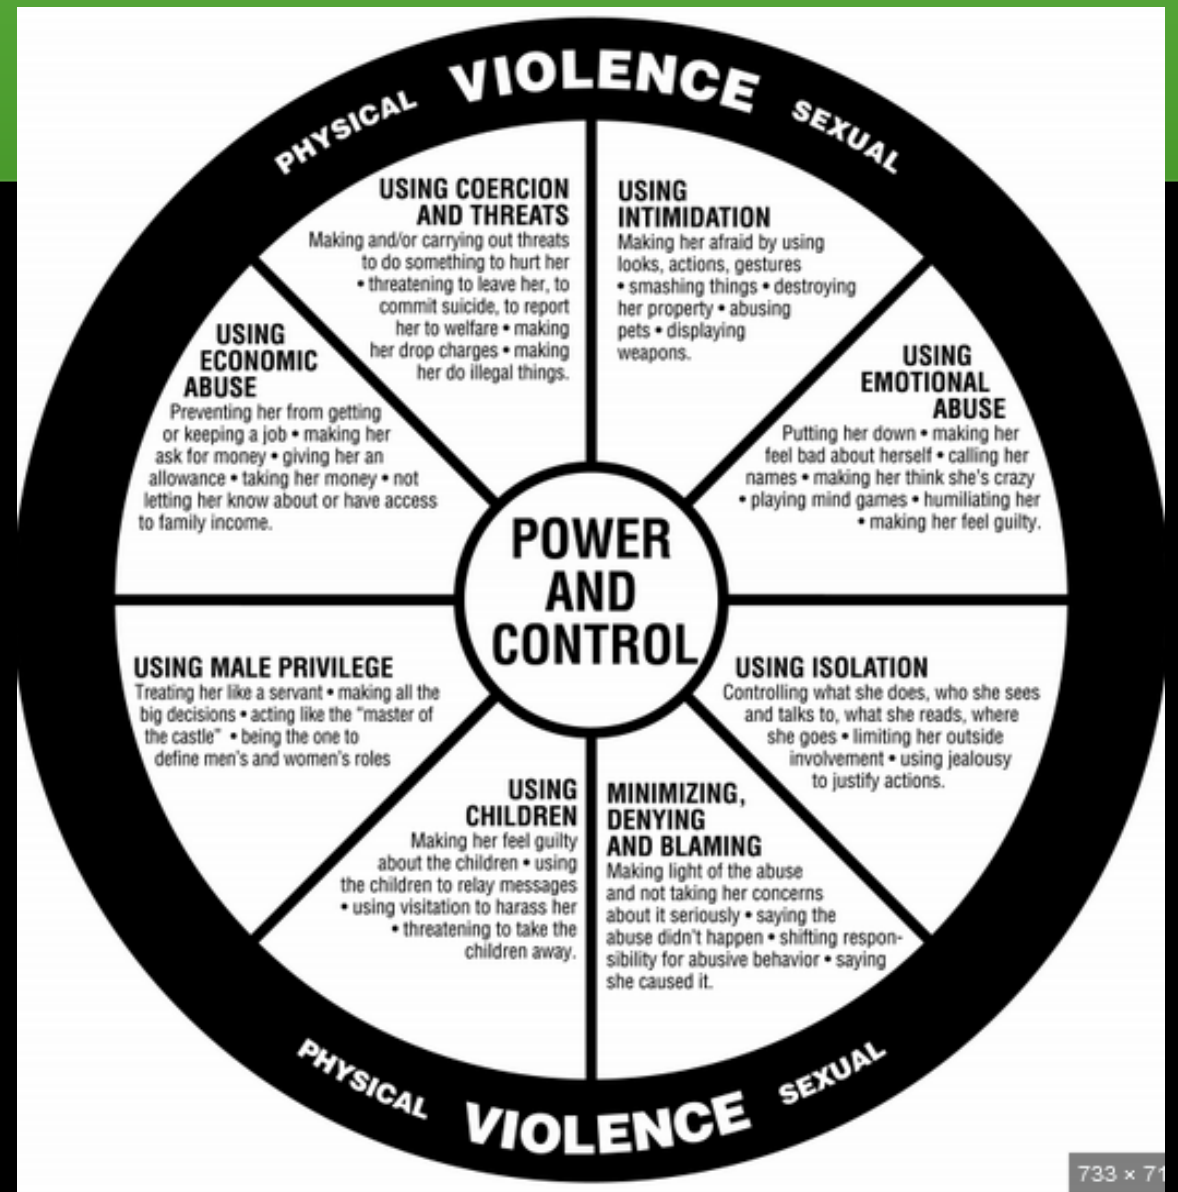 PHYSICAL VIOLENCE SEXUAL
USING COERCION
AND THREATS
Making and/or carrying out threats
to do something to hurt her
• threatening to leave her, to
commit suicide, to report
her to welfare • making
her drop charges • making
her do illegal things.
USING
INTIMIDATION
Making her afraid by using
looks, actions, gestures
• smashing things • destroying
her property • abusing
pets • displaying
weapons.
USING
EMOTIONAL
ABUSE
Putting her down • making her
feel bad about herself • calling her
names • making her think she's crazy
• playing mind games • humiliating her
• making her feel guilty.
USING ISOLATION
Controlling what she does, who she sees
and talks to, what she reads, where
she goes • limiting her outside
involvement • using jealousy
to justify actions.
MINIMIZING,
DENYING
AND BLAMING
Making light of the abuse
and not taking her concerns
about it seriously • saying the
abuse didn't happen • shifting respon-
sibility for abusive behavior • saying
she caused it.
USING
CHILDREN
Making her feel guilty
about the children • using
the children to relay messages
• using visitation to harass her
• threatening to take the
children away.
USING MALE PRIVILEGE
Treating her like a servant • making all the
big decisions • acting like the "master of
the castle" • being the one to
define men's and women's roles
USING
ECONOMIC
ABUSE
Preventing her from getting
or keeping a job • making her
ask for money • giving her an
allowance • taking her money • not
letting her know about or have access
to family income.
POWER
AND
CONTROL
PHYSICAL VIOLENCE SEXUAL
733 × 71